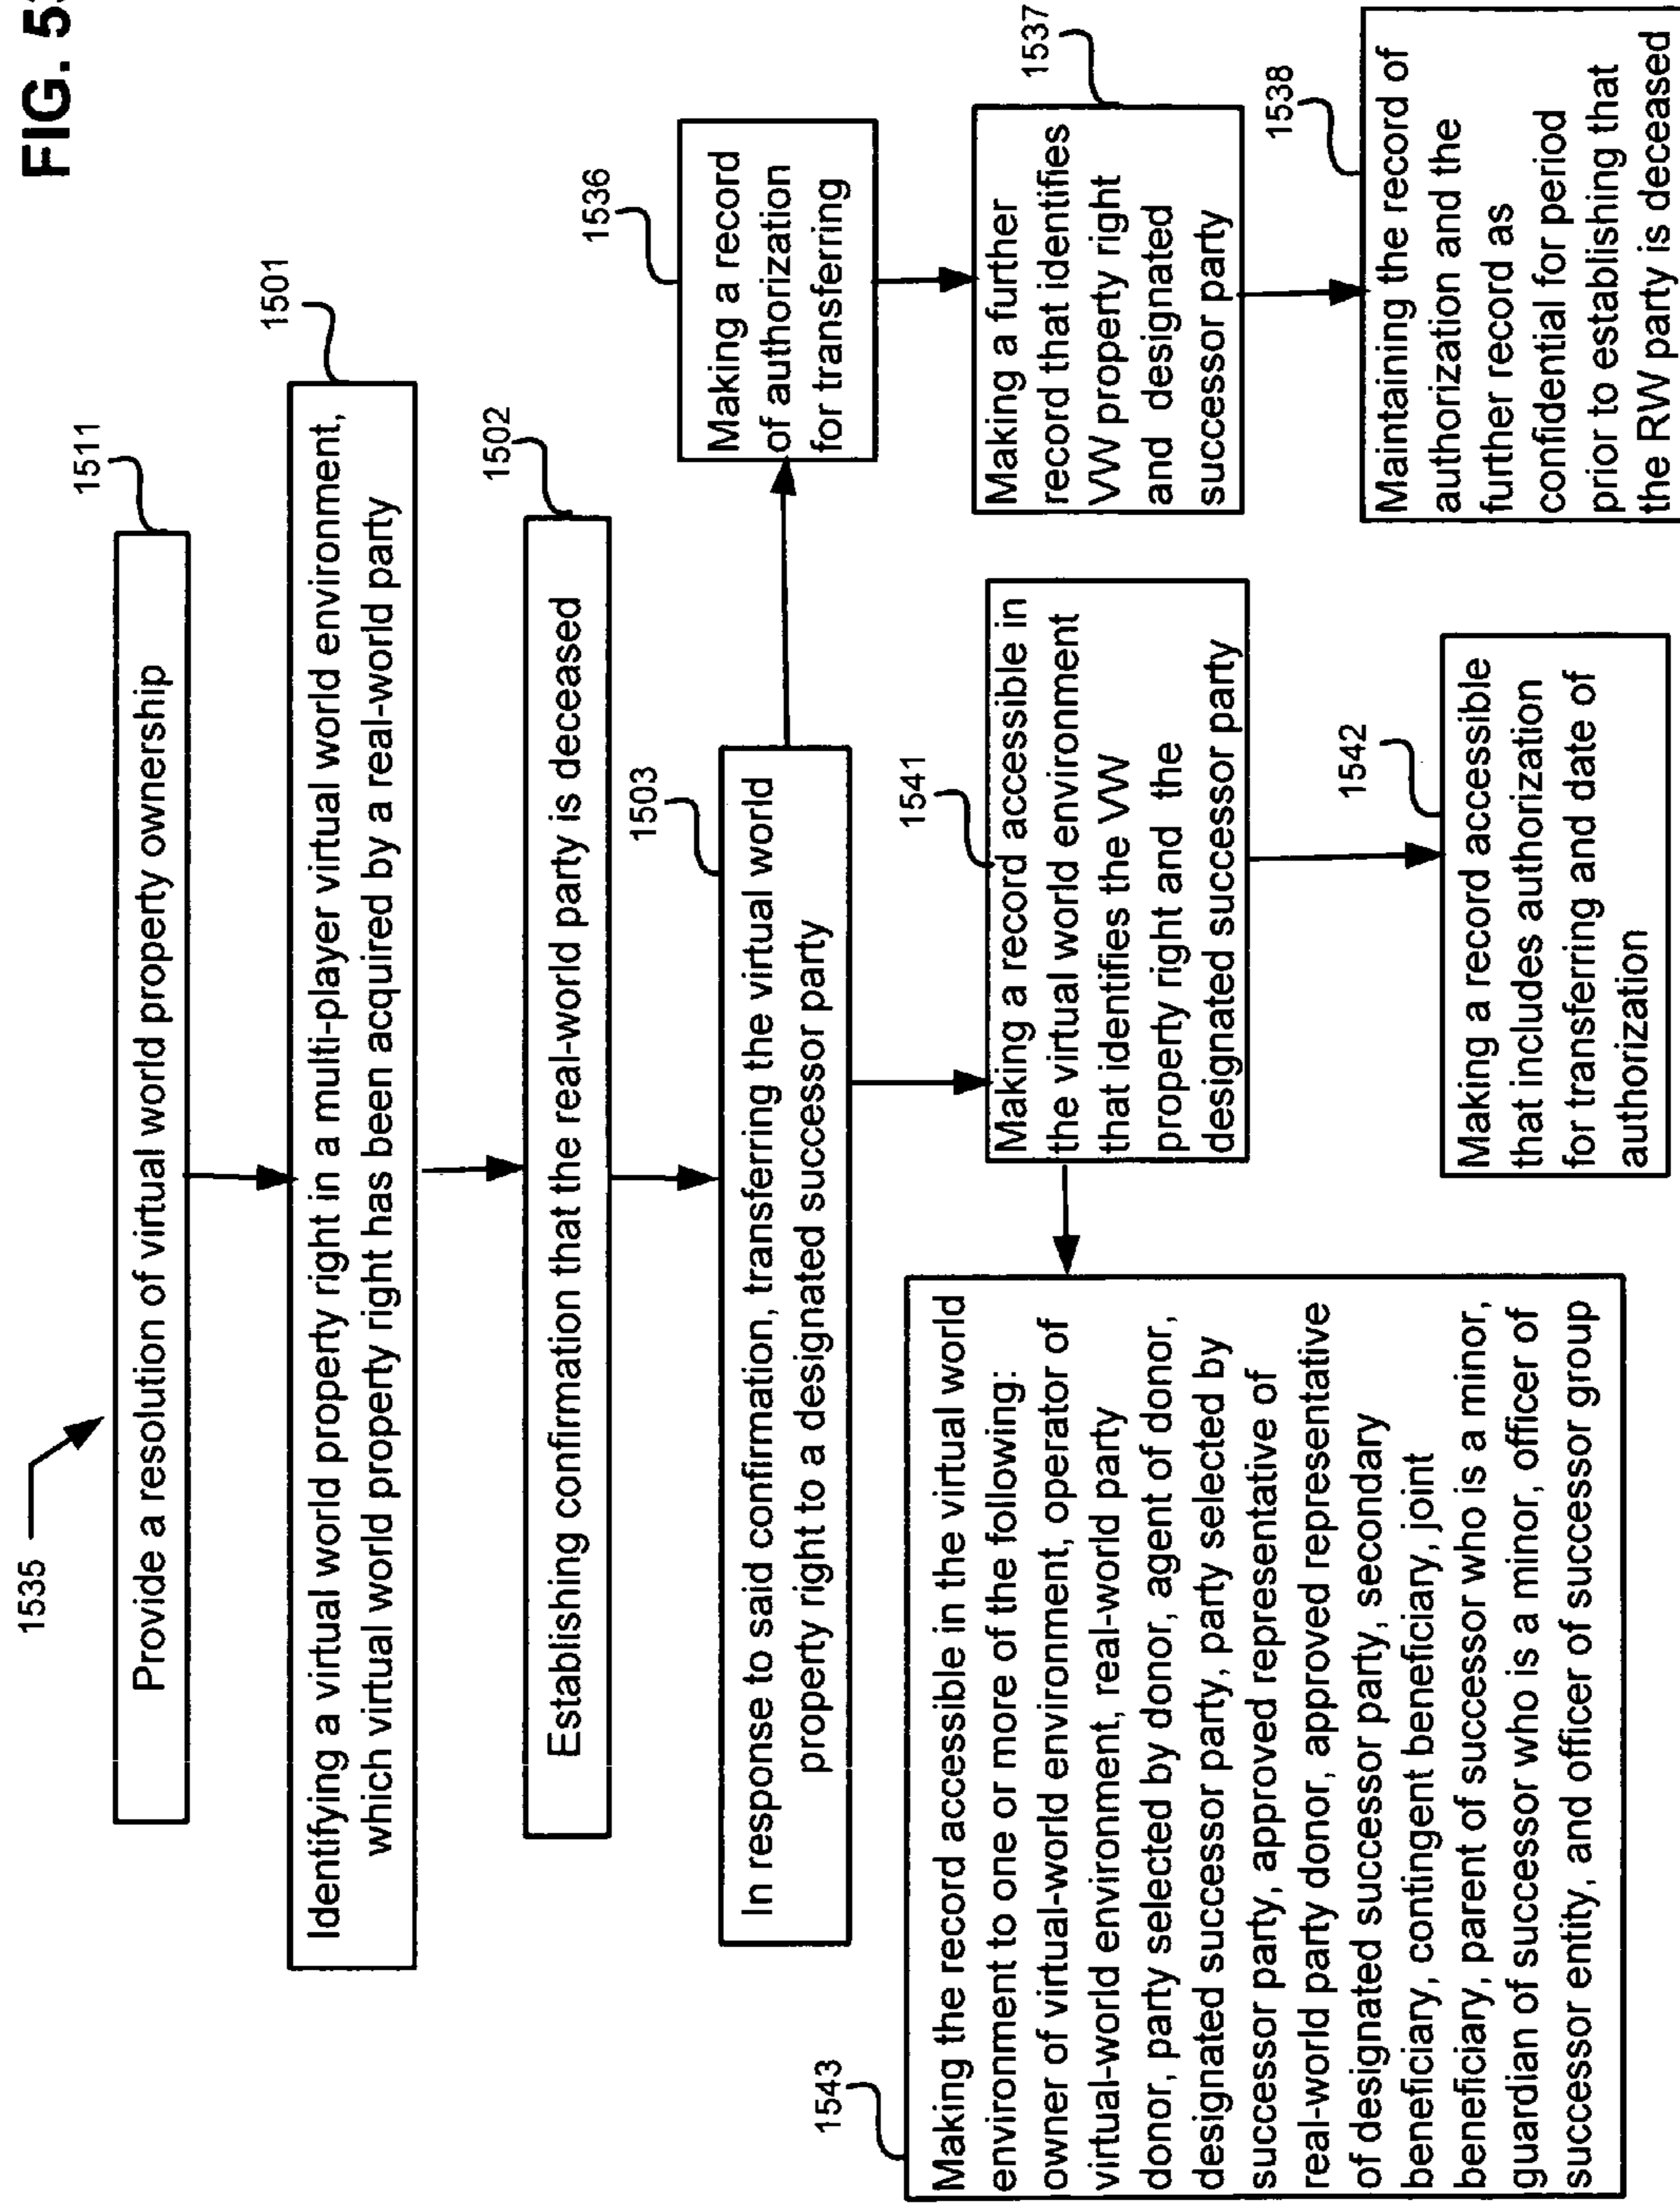 FIG. 53
1535
1511
Provide a resolution of virtual world property ownership
1501
Identifying a virtual world property right in a multi-player virtual world environment,
which virtual world property right has been acquired by a real-world party
1502
Establishing confirmation that the real-world party is deceased
1503
In response to said confirmation, transferring the virtual world
property right to a designated successor party
1536
Making a record
of authorization
for transferring
1537
Making a further
record that identifies
VW property right
and designated
successor party
1538
Maintaining the record of
authorization and the
further record as
confidential for period
prior to establishing that
the RW party is deceased
1541
Making a record accessible in
the virtual world environment
that identifies the VW
property right and the
designated successor party
1542
Making a record accessible
that includes authorization
for transferring and date of
authorization
1543
Making the record accessible in the virtual world
environment to one or more of the following:
owner of virtual-world environment, operator of
virtual-world environment, real-world party
donor, party selected by donor, agent of donor,
designated successor party, party selected by
successor party, approved representative of
real-world party donor, approved representative
of designated successor party, secondary
beneficiary, contingent beneficiary, joint
beneficiary, parent of successor who is a minor,
guardian of successor who is a minor, officer of
successor entity, and officer of successor group